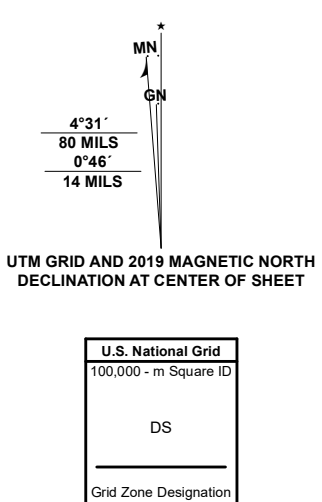 ★
MN
GN
4°31´
80 MILS
0°46´
14 MILS
UTM GRID AND 2019 MAGNETIC NORTH
DECLINATION AT CENTER OF SHEET
U.S. National Grid
100,000 - m Square ID
DS
Grid Zone Designation